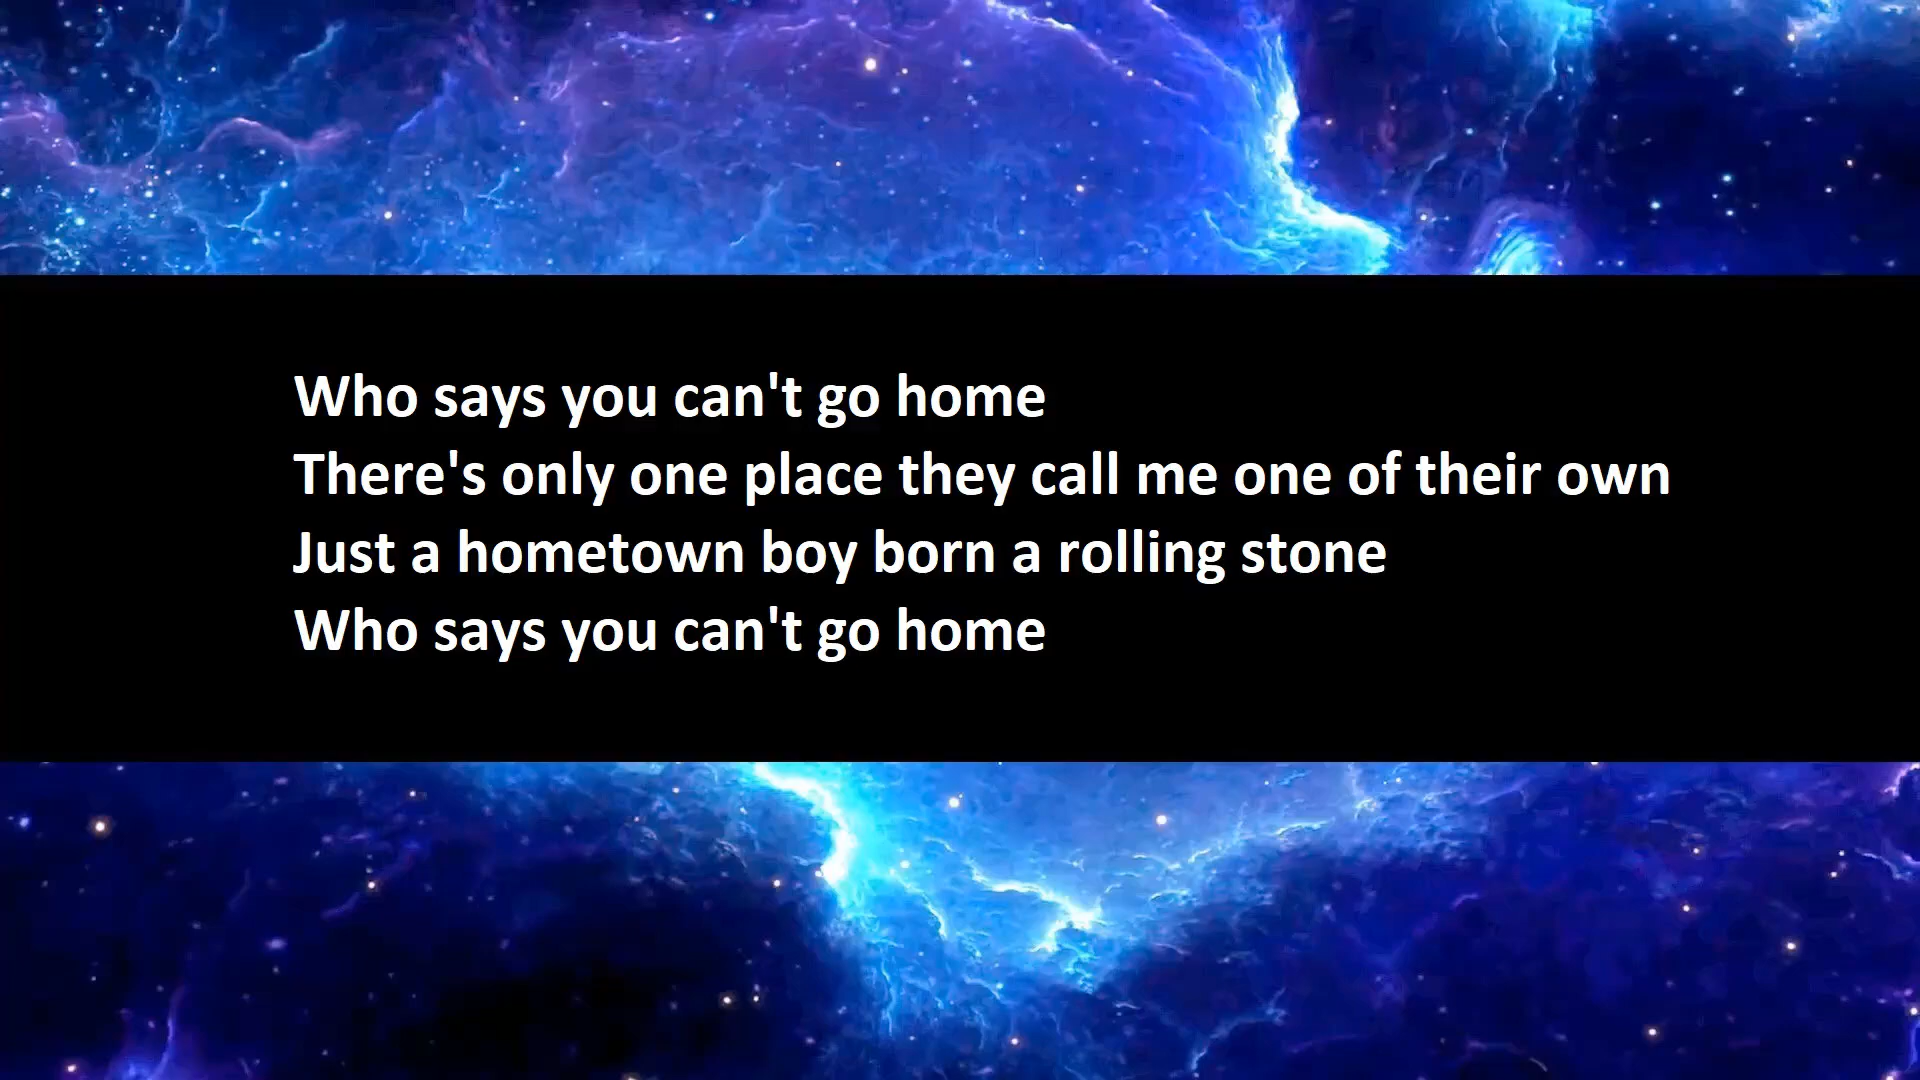 Who says you can't go home
There's only one place they call me one of their own
Just a hometown boy born a rolling stone
Who says you can't go home